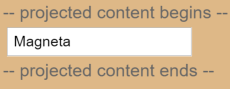 -- projected content begins --
Magneta
-- projected content ends --